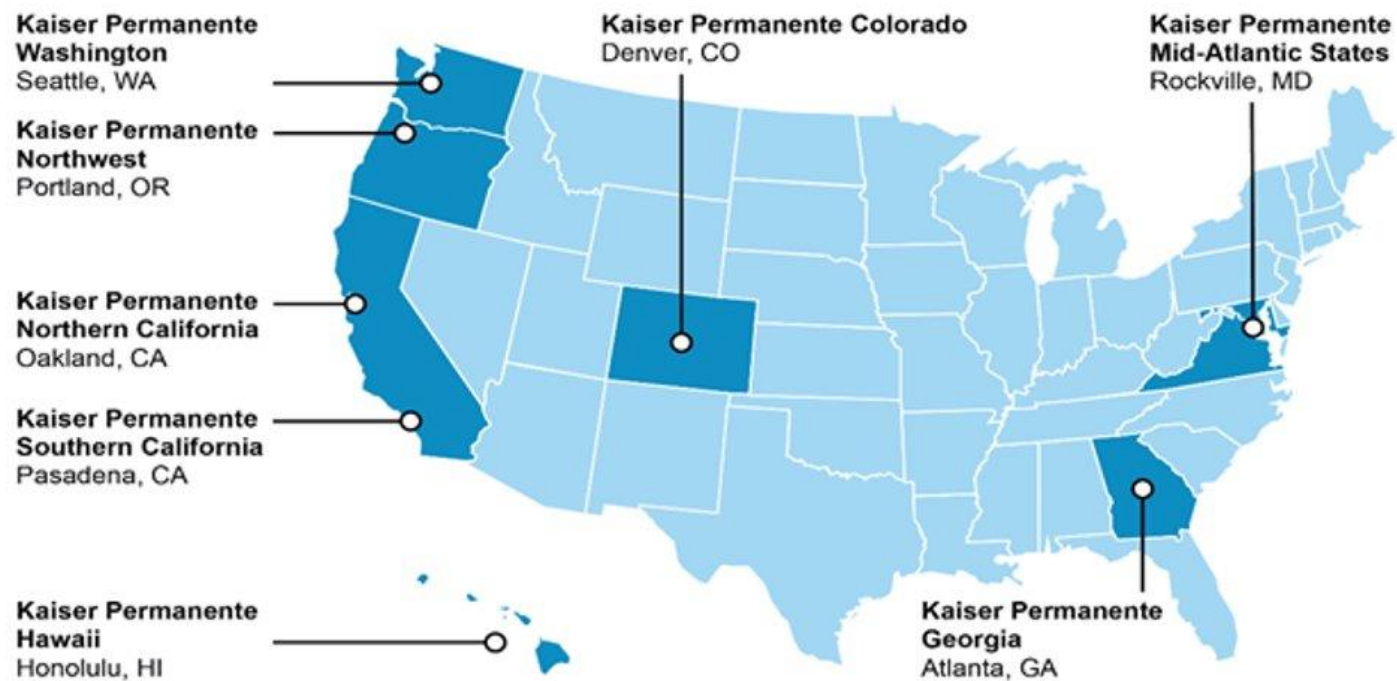 Kaiser Permanente
Washington
Seattle, WA
Kaiser Permanente
Northwest
Portland, OR
Kaiser Permanente
Northern California
Oakland, CA
Kaiser Permanente
Southern California
Pasadena, CA
Kaiser Permanente
Hawaii
Honolulu, HI
Kaiser Permanente Colorado
Denver, CO
Kaiser Permanente
Mid-Atlantic States
Rockville, MD
Kaiser Permanente
Georgia
Atlanta, GA